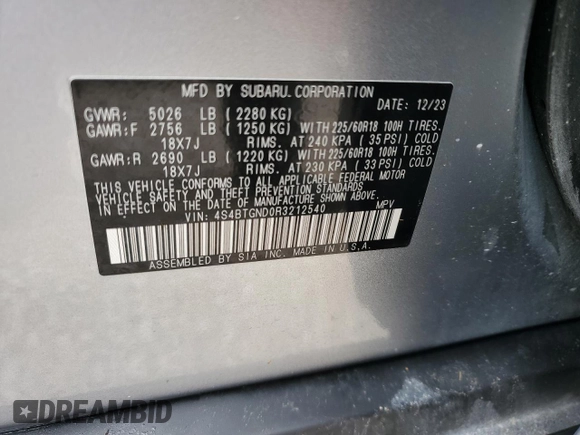 MFD BY SUBARU CORPORATION
GVWR: 5026 LB ( 2280 KG) DATE: 12/23
GAWR:F 2756 LB ( 1250 KG) WITH 225/60R18 100H TIRES.
18X7J RIMS. AT 240 KPA ( 35 PSI) COLD
GAWR:R 2690 LB ( 1220 KG) WITH 225/60R18 100H TIRES.
18X7J RIMS. AT 230 KPA ( 33 PSI) COLD
THIS VEHICLE CONFORMS TO ALL APPLICABLE FEDERAL MOTOR
VEHICLE SAFETY AND THEFT PREVENTION STANDARDS
IN EFFECT ON THE DATE OF MANUFACTURE SHOWN ABOVE.
VIN: 4S4BTGND0R3212540 MPV
ASSEMBLED BY SIA INC. MADE IN U.S.A.
DREAMBID